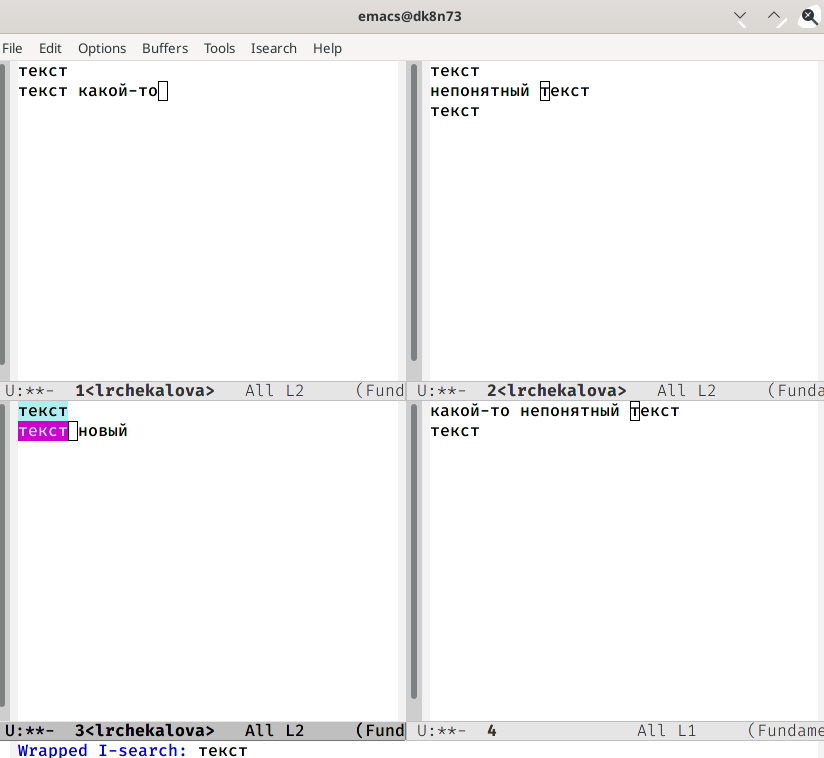 emacs@dk8n73
File Edit Options Buffers Tools Isearch Help
текст
текст какой-то
U:**-  1<lrchekalova>   All L2     (Fund
текст
непонятный текст
текст
U:**-  2<lrchekalova>   All L2     (Funda
текст
текст новый
U:**-  3<lrchekalova>   All L2     (Fund
какой-то непонятный текст
текст
U:**-  4              All L1     (Fundame
Wrapped I-search: текст